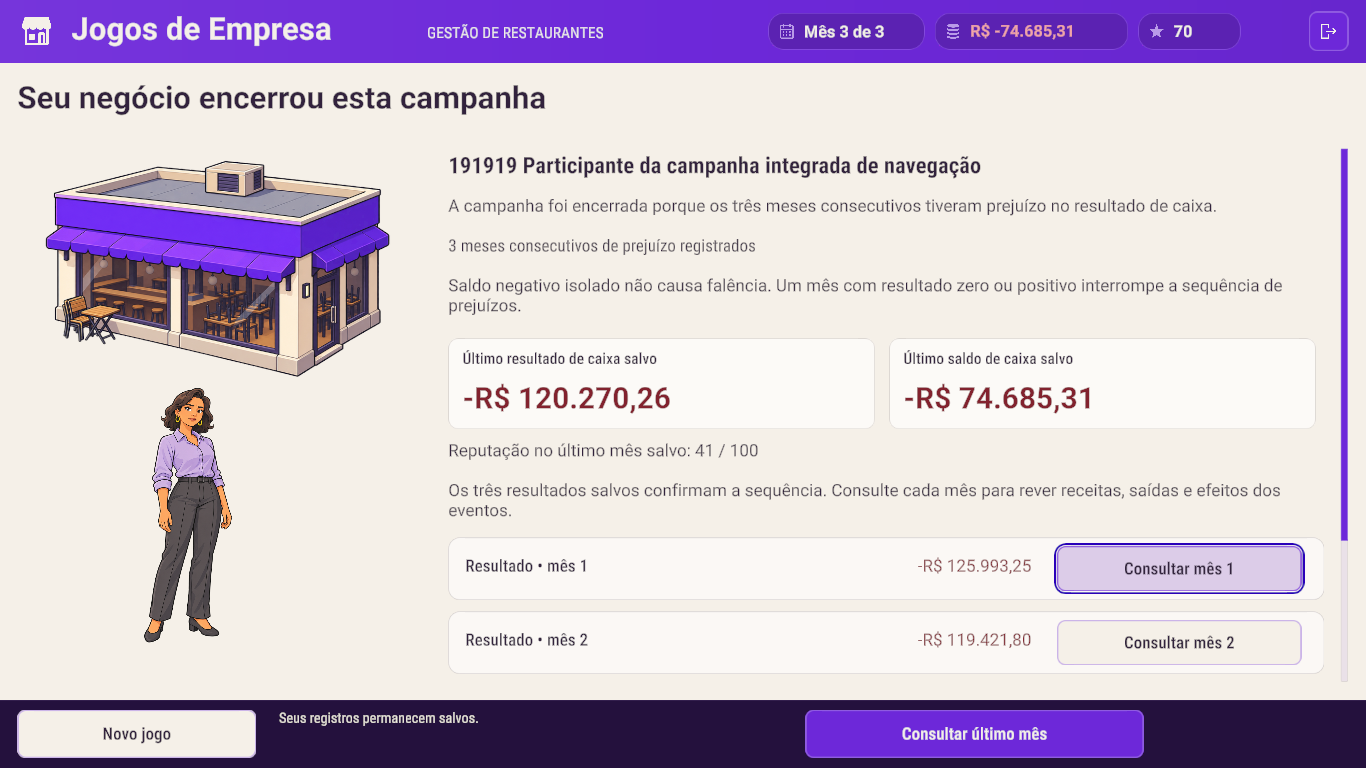 Jogos de Empresa
GESTÃO DE RESTAURANTES
Mês 3 de 3
R$ -74.685,31
70
Seu negócio encerrou esta campanha
191919 Participante da campanha integrada de navegação
A campanha foi encerrada porque os três meses consecutivos tiveram prejuízo no resultado de caixa.
3 meses consecutivos de prejuízo registrados
Saldo negativo isolado não causa falência. Um mês com resultado zero ou positivo interrompe a sequência de
prejuízos.
Último resultado de caixa salvo
-R$ 120.270,26
Último saldo de caixa salvo
-R$ 74.685,31
Reputação no último mês salvo: 41 / 100
Os três resultados salvos confirmam a sequência. Consulte cada mês para rever receitas, saídas e efeitos dos
eventos.
Resultado • mês 1
-R$ 125.993,25
Consultar mês 1
Resultado • mês 2
-R$ 119.421,80
Consultar mês 2
Novo jogo
Seus registros permanecem salvos.
Consultar último mês